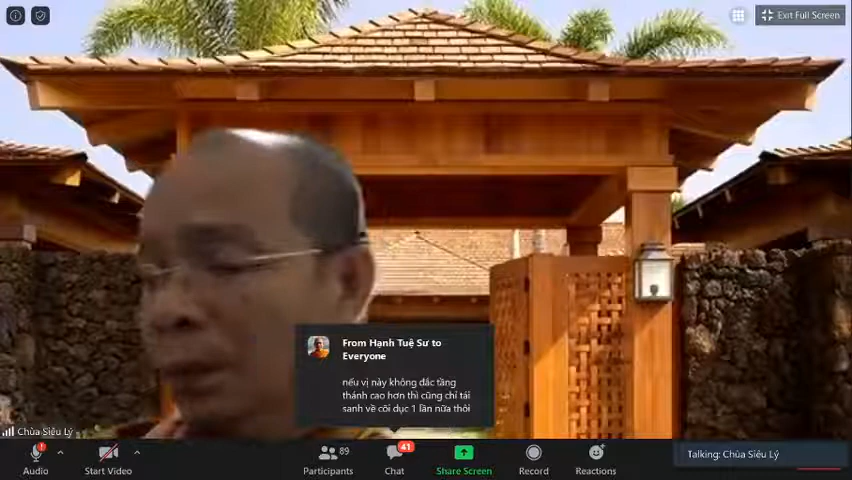 Exit Full Screen
From Hạnh Tuệ Sư to
Everyone
nếu vị này không đắc tầng
thánh cao hơn thì cũng chỉ tái
sanh về cõi dục 1 lần nữa thôi
Chùa Siêu Lý
Audio
Start Video
Participants
89
Chat
41
Share Screen
Record
Reactions
Talking: Chùa Siêu Lý